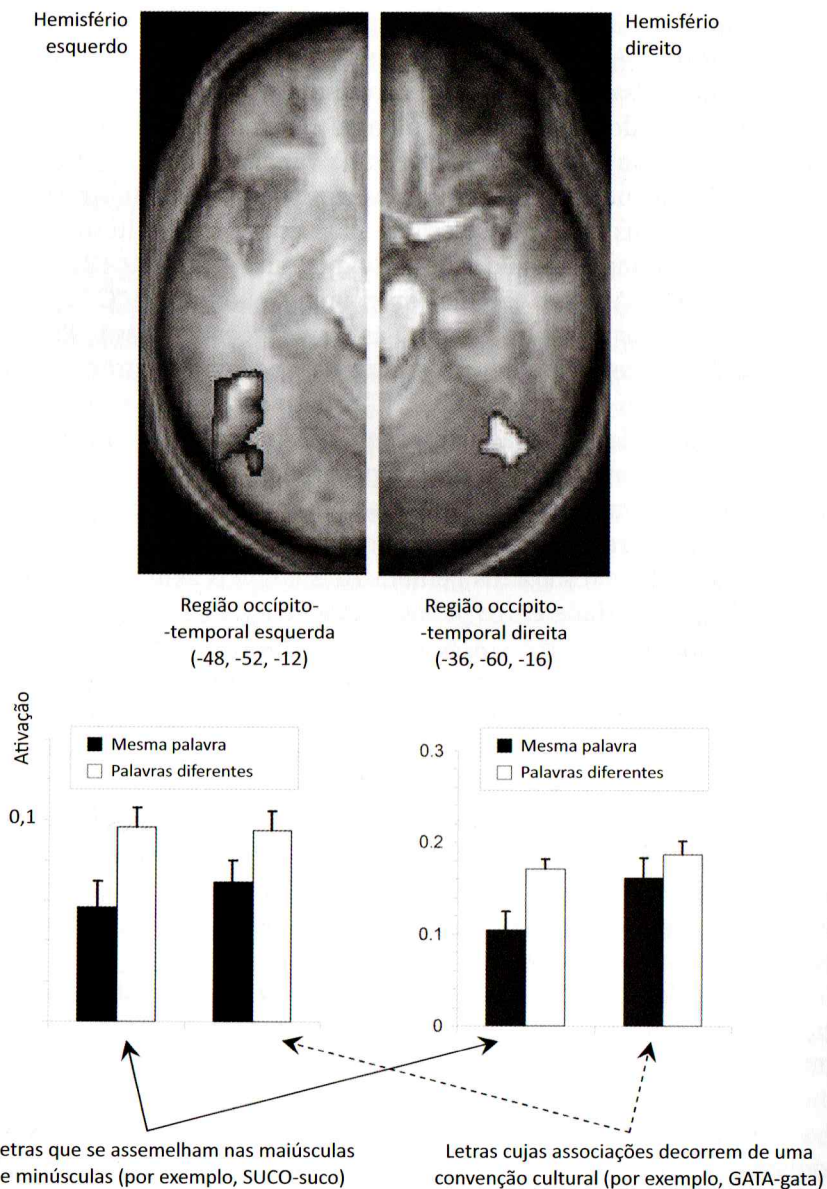 Hemisfério
esquerdo
Hemisfério
direito
Região occípito-
-temporal esquerda
(-48, -52, -12)
Região occípito-
-temporal direita
(-36, -60, -16)
Ativação
Mesma palavra
Palavras diferentes
0,1
Mesma palavra
Palavras diferentes
0.3
0.2
0.1
0
etras que se assemelham nas maiúsculas
e minúsculas (por exemplo, SUCO-suco)
Letras cujas associações decorrem de uma
convenção cultural (por exemplo, GATA-gata)